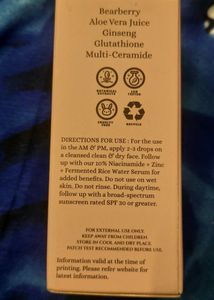 Bearberry
Aloe Vera Juice
Ginseng
Glutathione
Multi-Ceramide
BOTANICAL
EXTRACTS
LAB
TESTED
CRUELTY
FREE
RECYCLE
DIRECTIONS FOR USE : For the use
in the AM & PM, apply 2-3 drops on
a cleansed clean & dry face. Follow
up with our 20% Niacinamide + Zinc
+ Fermented Rice Water Serum for
added benefits. Do not use on wet
skin. Do not rinse. During daytime,
follow up with a broad-spectrum
sunscreen rated SPF 30 or greater.
FOR EXTERNAL USE ONLY.
KEEP AWAY FROM CHILDREN.
STORE IN COOL AND DRY PLACE.
PATCH TEST RECOMMENDED BEFORE USE.
Information valid at the time of
printing. Please refer website for
latest information.